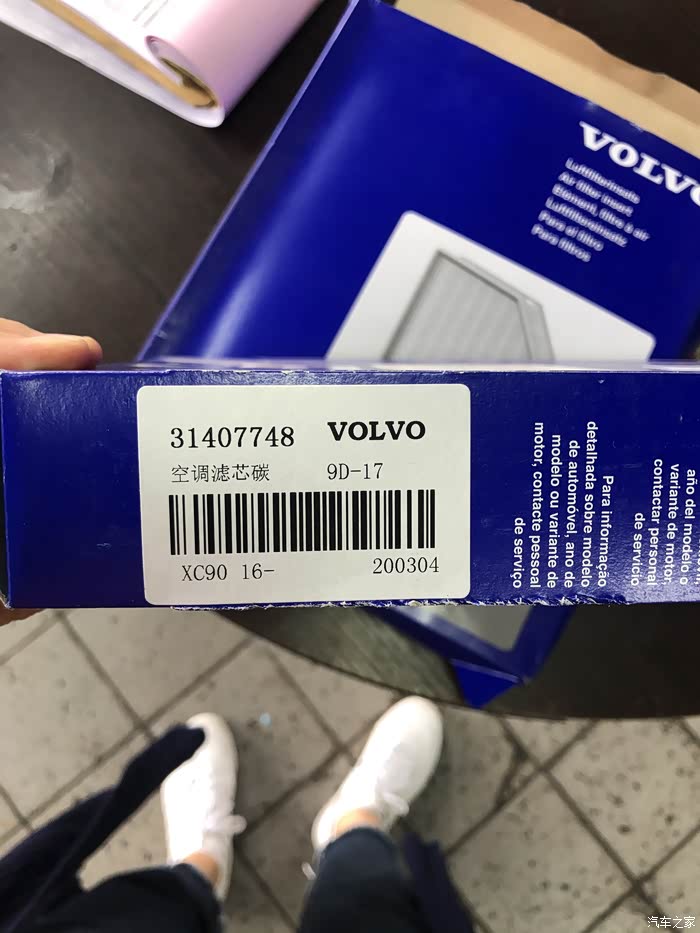 VOLVO
Luftfilterinsats
Air filter insert
Element, filtre à air
Luftfiltereinsatz
Para el filtro
Para filtros
31407748 VOLVO
空调滤芯碳 9D-17
XC90 16- 200304
Para informação
detalhada sobre modelo
de automóvel, ano de
modelo ou variante de
motor, contacte pessoal
de serviço
año del modelo o
variante de motor,
contactar personal
de servicio
汽车之家